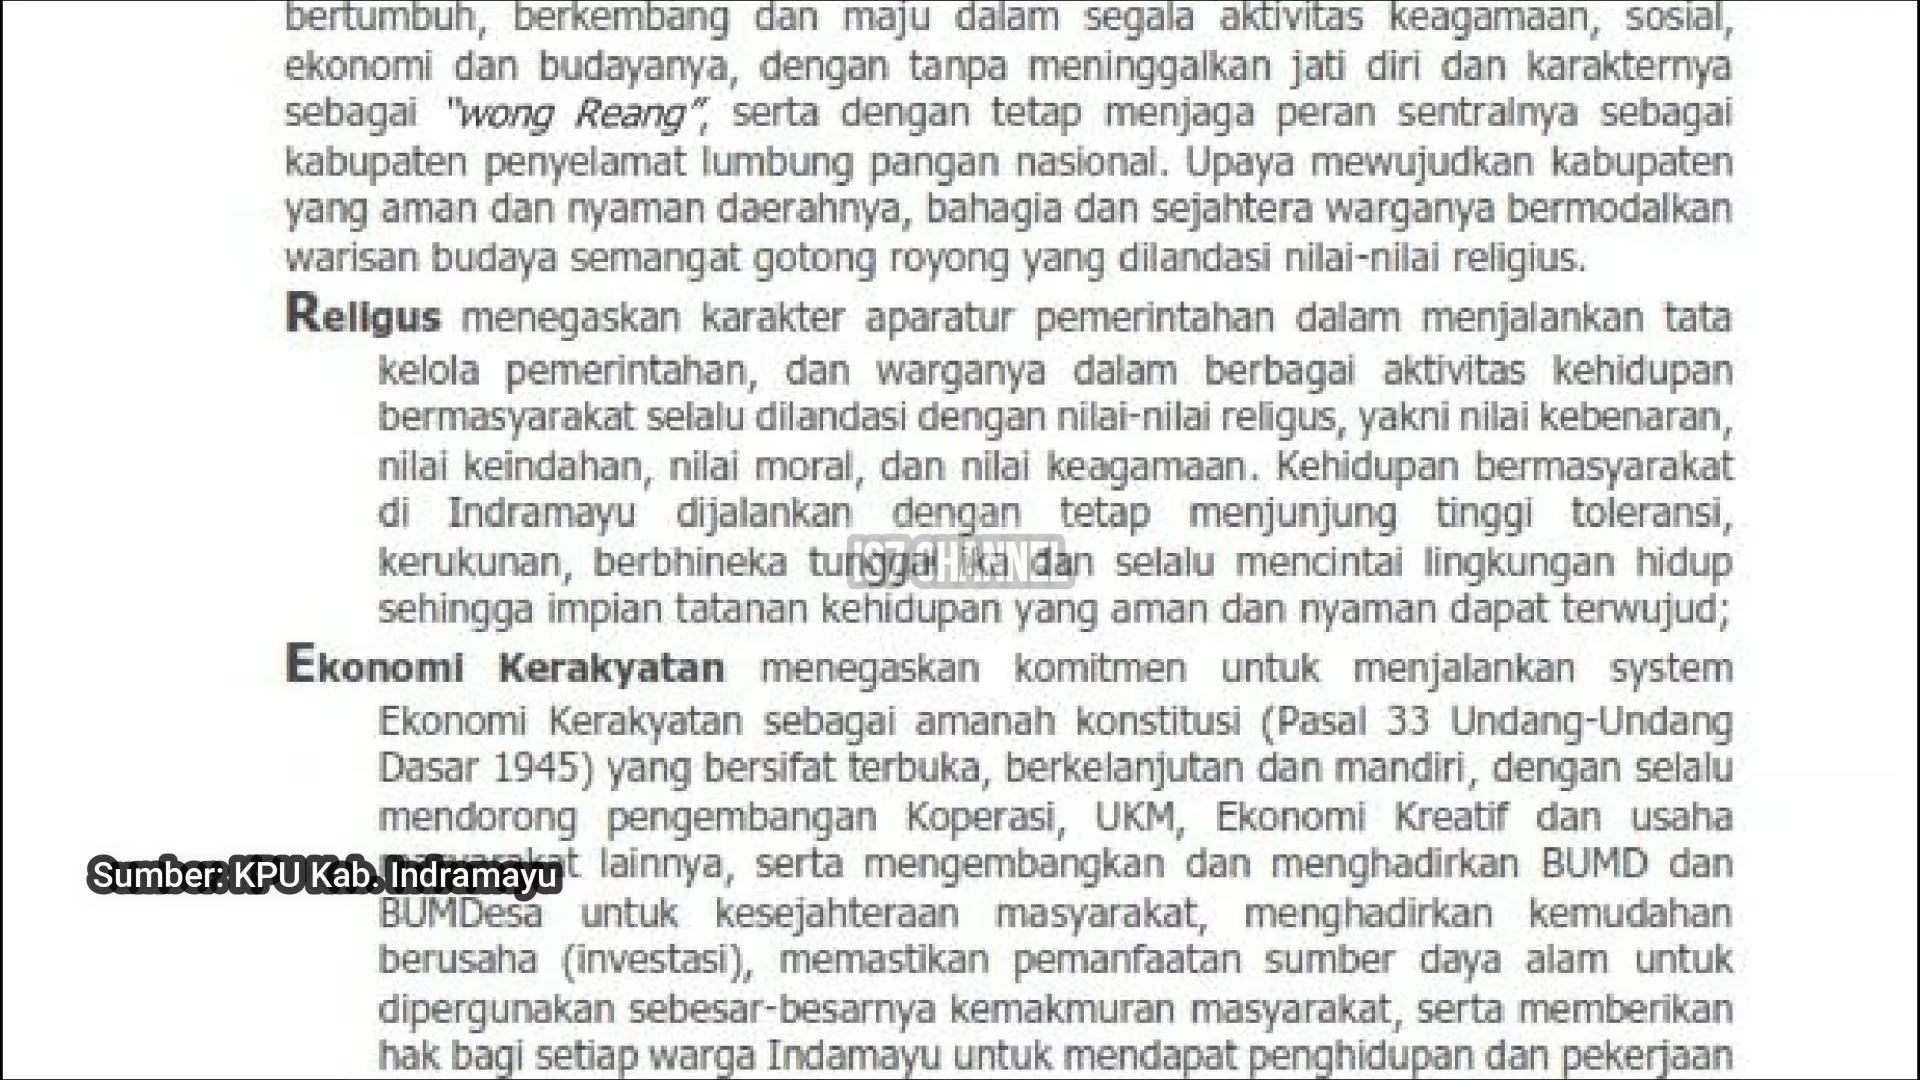 bertumbuh, berkembang dan maju dalam segala aktivitas keagamaan, sosial,
ekonomi dan budayanya, dengan tanpa meninggalkan jati diri dan karakternya
sebagai "wong Reang", serta dengan tetap menjaga peran sentralnya sebagai
kabupaten penyelamat lumbung pangan nasional. Upaya mewujudkan kabupaten
yang aman dan nyaman daerahnya, bahagia dan sejahtera warganya bermodalkan
warisan budaya semangat gotong royong yang dilandasi nilai-nilai religius.
Religus menegaskan karakter aparatur pemerintahan dalam menjalankan tata
kelola pemerintahan, dan warganya dalam berbagai aktivitas kehidupan
bermasyarakat selalu dilandasi dengan nilai-nilai religus, yakni nilai kebenaran,
nilai keindahan, nilai moral, dan nilai keagamaan. Kehidupan bermasyarakat
di Indramayu dijalankan dengan tetap menjunjung tinggi toleransi,
kerukunan, berbhineka tunggal ika dan selalu mencintai lingkungan hidup
IS7 CHANNEL
sehingga impian tatanan kehidupan yang aman dan nyaman dapat terwujud;
Ekonomi Kerakyatan menegaskan komitmen untuk menjalankan system
Ekonomi Kerakyatan sebagai amanah konstitusi (Pasal 33 Undang-Undang
Dasar 1945) yang bersifat terbuka, berkelanjutan dan mandiri, dengan selalu
mendorong pengembangan Koperasi, UKM, Ekonomi Kreatif dan usaha
lainnya, serta mengembangkan dan menghadirkan BUMD dan
Sumber: KPU Kab. Indramayu
BUMDesa untuk kesejahteraan masyarakat, menghadirkan kemudahan
berusaha (investasi), memastikan pemanfaatan sumber daya alam untuk
dipergunakan sebesar-besarnya kemakmuran masyarakat, serta memberikan
hak bagi setiap warga Indamayu untuk mendapat penghidupan dan pekerjaan